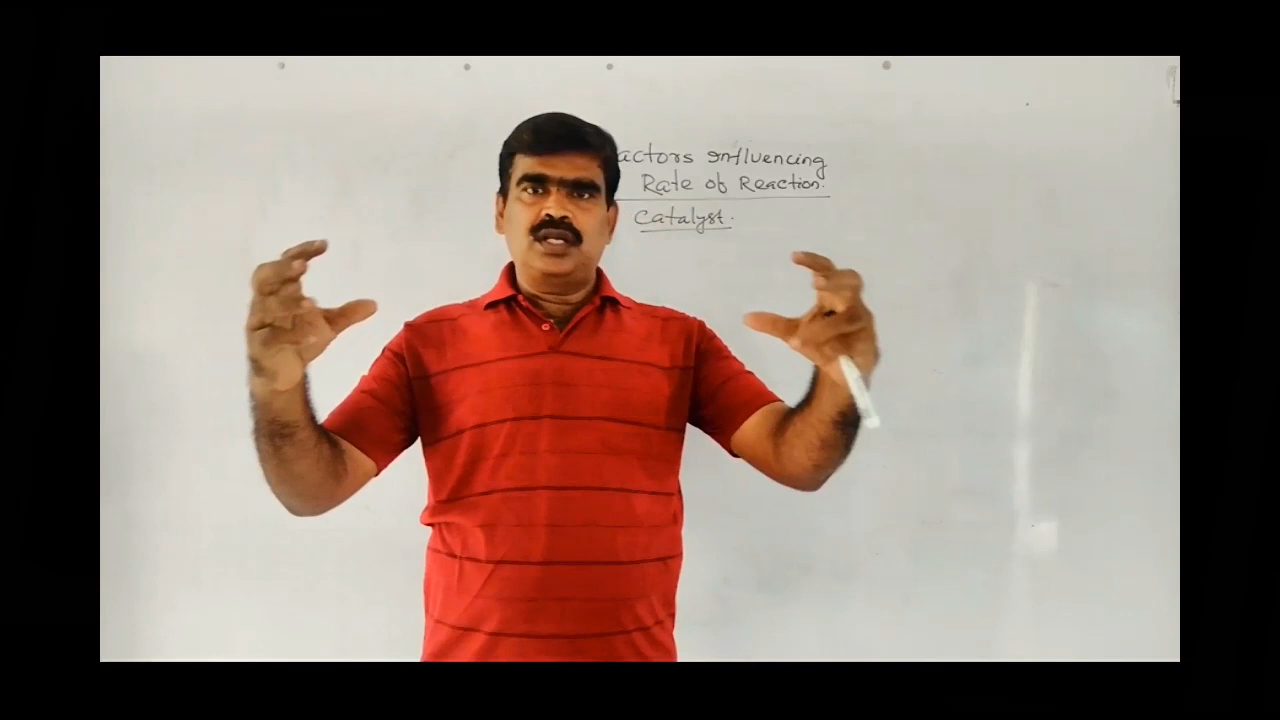 actors Influencing
Rate of Reaction.
Catalyst.